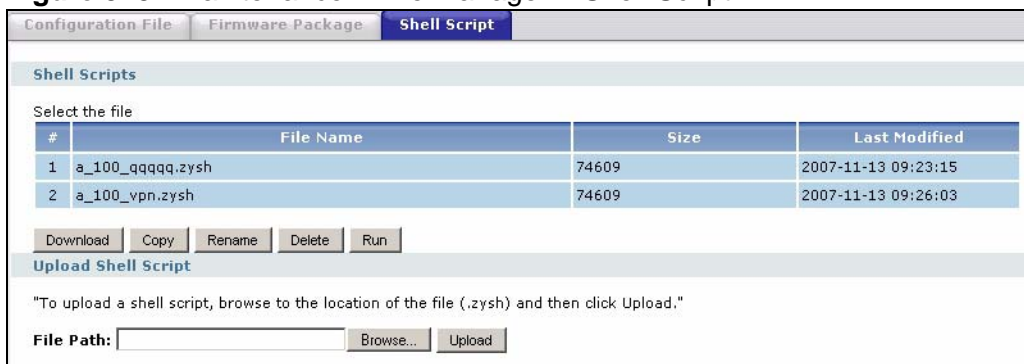 Configuration File Firmware Package Shell Script
Shell Scripts
Select the file
# File Name Size Last Modified
1 a_100_qqqqq.zysh 74609 2007-11-13 09:23:15
2 a_100_vpn.zysh 74609 2007-11-13 09:26:03
Download Copy Rename Delete Run
Upload Shell Script
"To upload a shell script, browse to the location of the file (.zysh) and then click Upload."
File Path: Browse... Upload